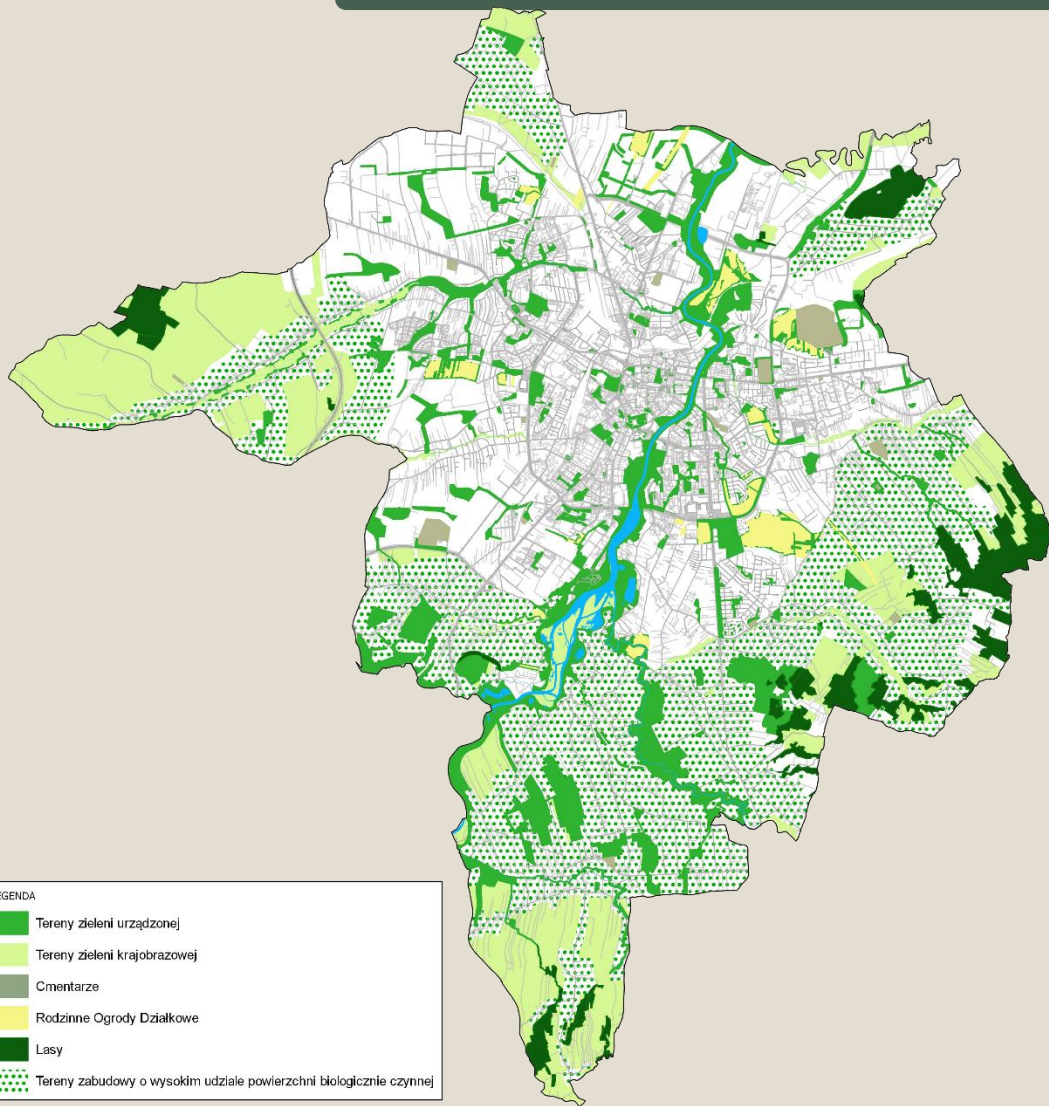 EGENDA
Tereny zieleni urządzonej
Tereny zieleni krajobrazowej
Cmentarze
Rodzinne Ogrody Działkowe
Lasy
Tereny zabudowy o wysokim udziale powierzchni biologicznie czynnej